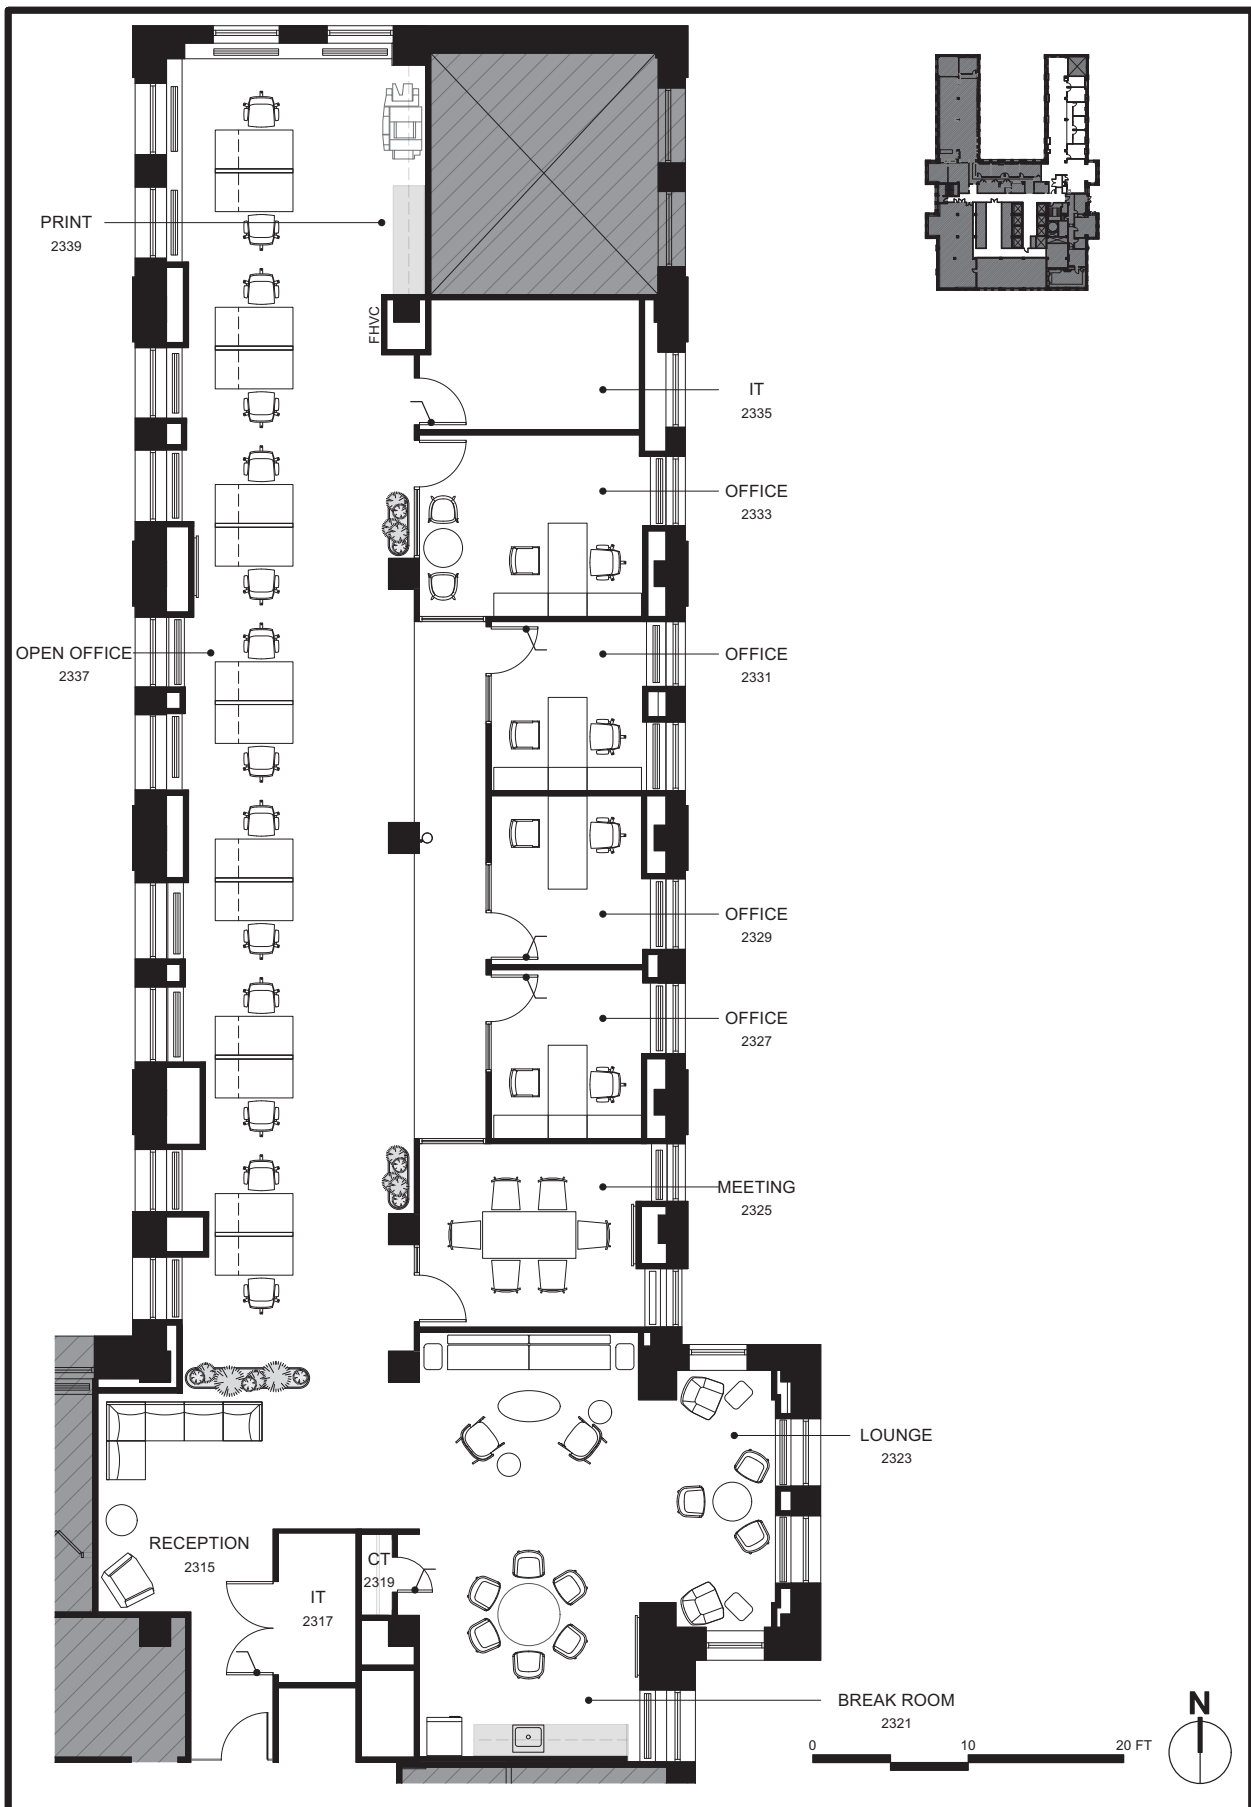 PRINT
2339
FHVC
IT
2335
OFFICE
2333
OPEN OFFICE
2337
OFFICE
2331
OFFICE
2329
OFFICE
2327
MEETING
2325
LOUNGE
2323
RECEPTION
2315
CT
2319
IT
2317
BREAK ROOM
2321
N
0 10 20 FT